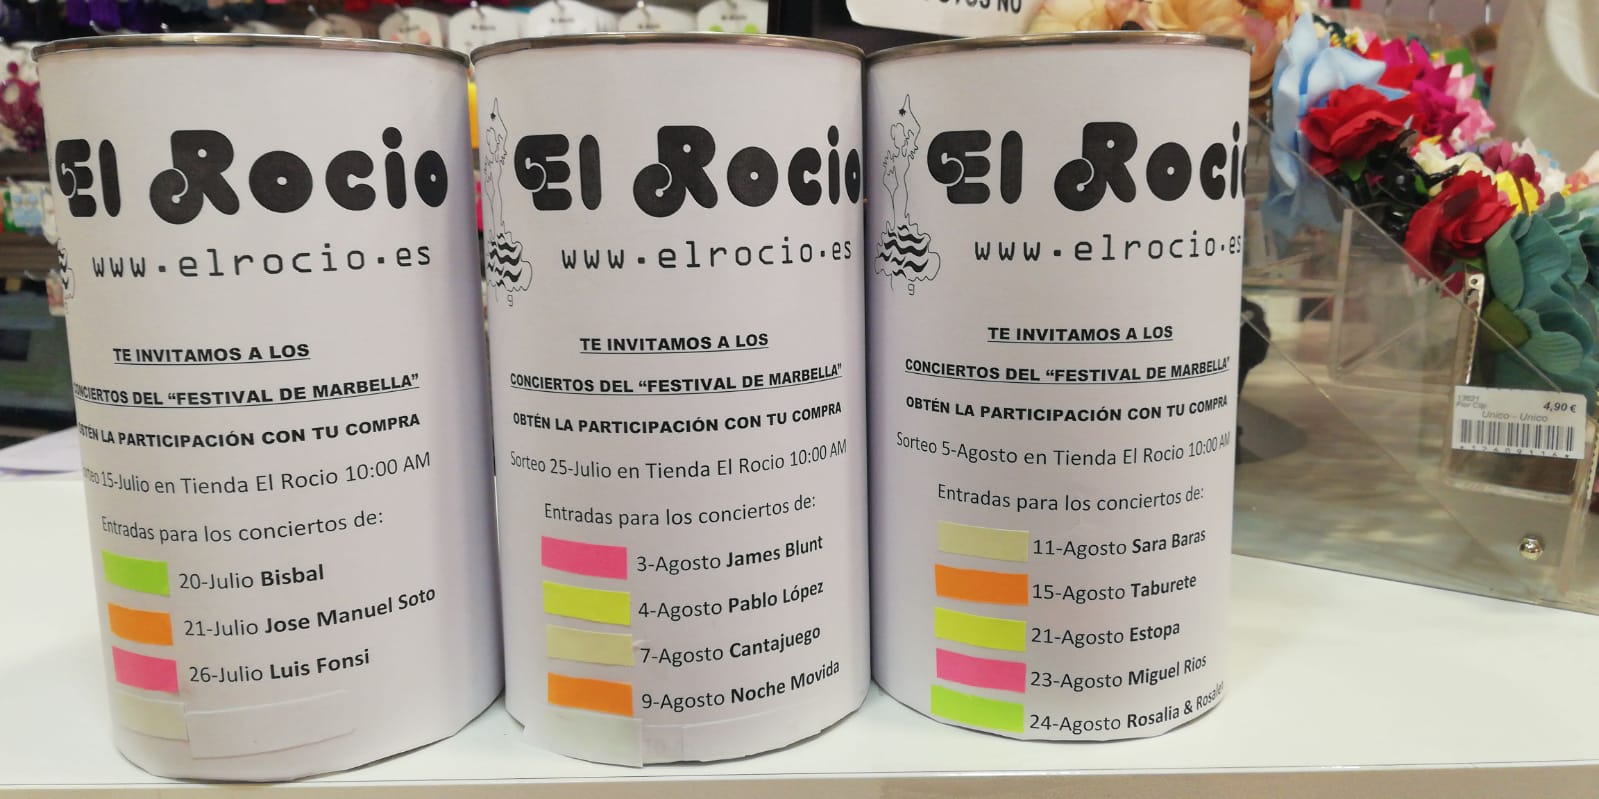 El Rocio
www.elrocio.es
TE INVITAMOS A LOS
CONCIERTOS DEL “FESTIVAL DE MARBELLA”
OBTÉN LA PARTICIPACIÓN CON TU COMPRA
Sorteo 15-Julio en Tienda El Rocio 10:00 AM
Entradas para los conciertos de:
20-Julio Bisbal
21-Julio Jose Manuel Soto
26-Julio Luis Fonsi
El Rocio
www.elrocio.es
TE INVITAMOS A LOS
CONCIERTOS DEL “FESTIVAL DE MARBELLA”
OBTÉN LA PARTICIPACIÓN CON TU COMPRA
Sorteo 25-Julio en Tienda El Rocio 10:00 AM
Entradas para los conciertos de:
3-Agosto James Blunt
4-Agosto Pablo López
7-Agosto Cantajuego
9-Agosto Noche Movida
El Roci
www.elrocio.es
TE INVITAMOS A LOS
CONCIERTOS DEL “FESTIVAL DE MARBELLA”
OBTÉN LA PARTICIPACIÓN CON TU COMPRA
Sorteo 5-Agosto en Tienda El Rocio 10:00 AM
Entradas para los conciertos de:
11-Agosto Sara Baras
15-Agosto Taburete
21-Agosto Estopa
23-Agosto Miguel Rios
24-Agosto Rosalia &
NO
4,90 €
Unico - Unico